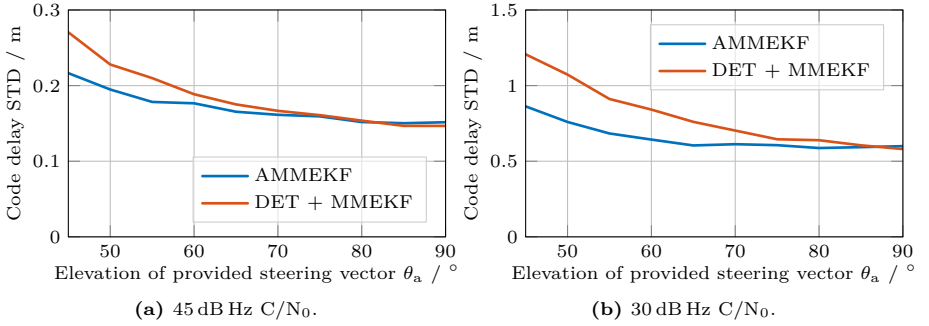 Code delay STD / m
0.3
0.2
0.1
0
AMMEKF
DET + MMEKF
50 60 70 80 90
Elevation of provided steering vector θa / °
(a) 45 dB Hz C/N0.
Code delay STD / m
1.5
1
0.5
0
AMMEKF
DET + MMEKF
50 60 70 80 90
Elevation of provided steering vector θa / °
(b) 30 dB Hz C/N0.